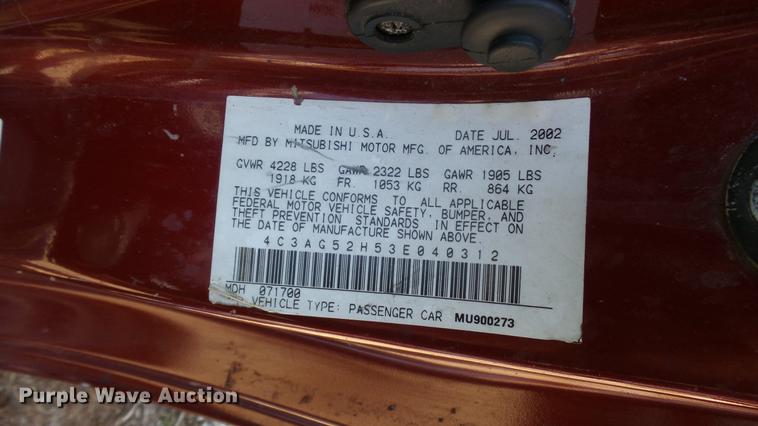 MADE IN U.S.A. DATE JUL. 2002
MFD BY MITSUBISHI MOTOR MFG. OF AMERICA, INC.
GVWR 4228 LBS GAWR 2322 LBS GAWR 1905 LBS
1918 KG FR. 1053 KG RR. 864 KG
THIS VEHICLE CONFORMS TO ALL APPLICABLE
FEDERAL MOTOR VEHICLE SAFETY, BUMPER, AND
THEFT PREVENTION STANDARDS IN EFFECT ON
THE DATE OF MANUFACTURE SHOWN ABOVE.
4C3AG52H53E040312
MDH 071700
VEHICLE TYPE: PASSENGER CAR MU900273
Purple Wave Auction